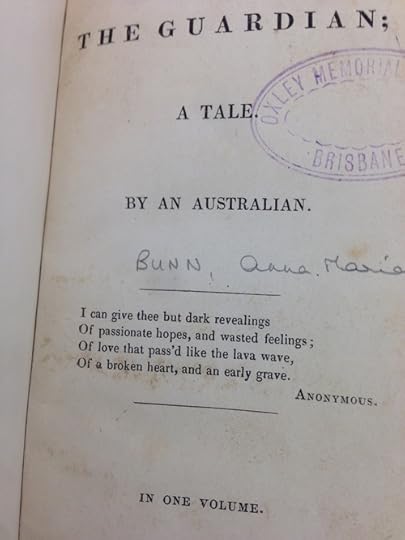 THE GUARDIAN;
A TALE.
OXLEY MEMORIAL
BRISBANE
BY AN AUSTRALIAN.
BUNN, Anna Maria
I can give thee but dark revealings
Of passionate hopes, and wasted feelings;
Of love that pass'd like the lava wave,
Of a broken heart, and an early grave.
ANONYMOUS.
IN ONE VOLUME.